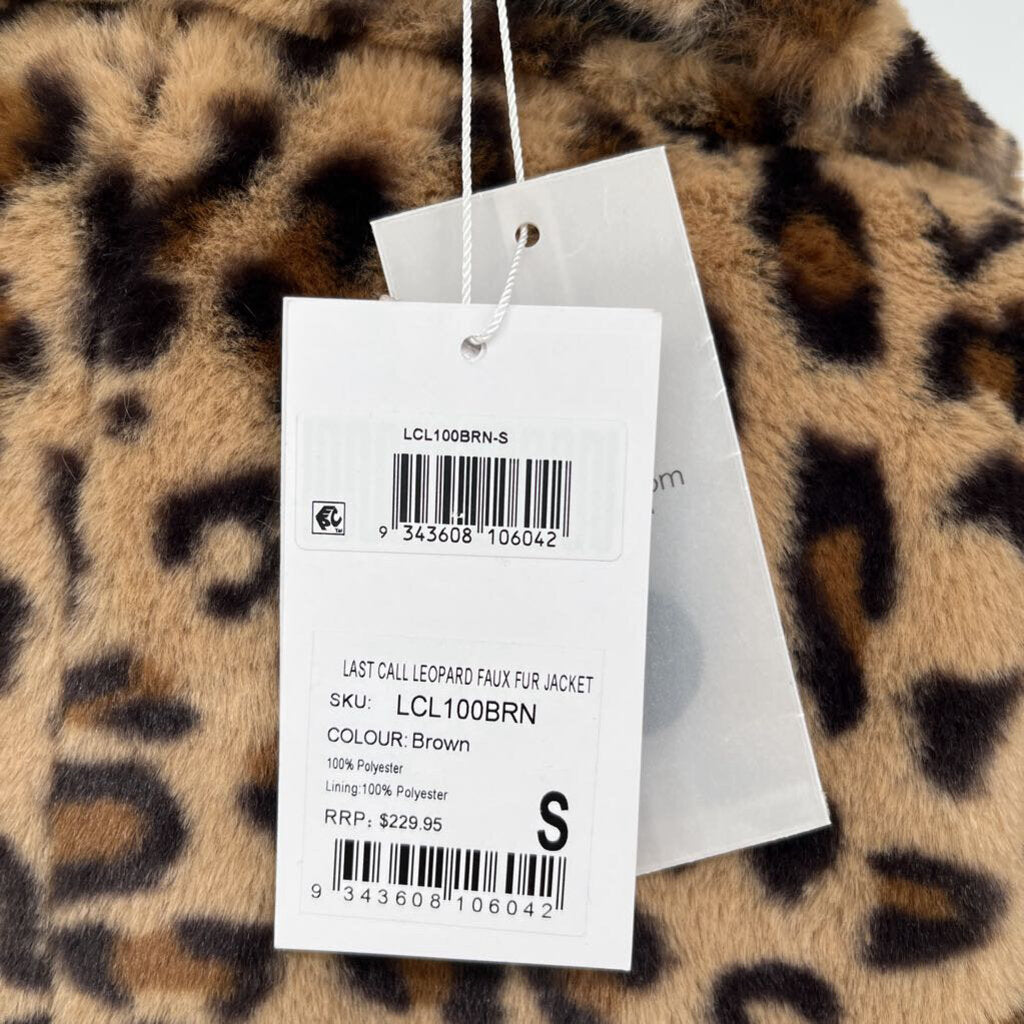 LCL100BRN-S
9 343608 106042
LAST CALL LEOPARD FAUX FUR JACKET
SKU: LCL100BRN
COLOUR: Brown
100% Polyester
Lining:100% Polyester
RRP: $229.95
S
9 343608 106042